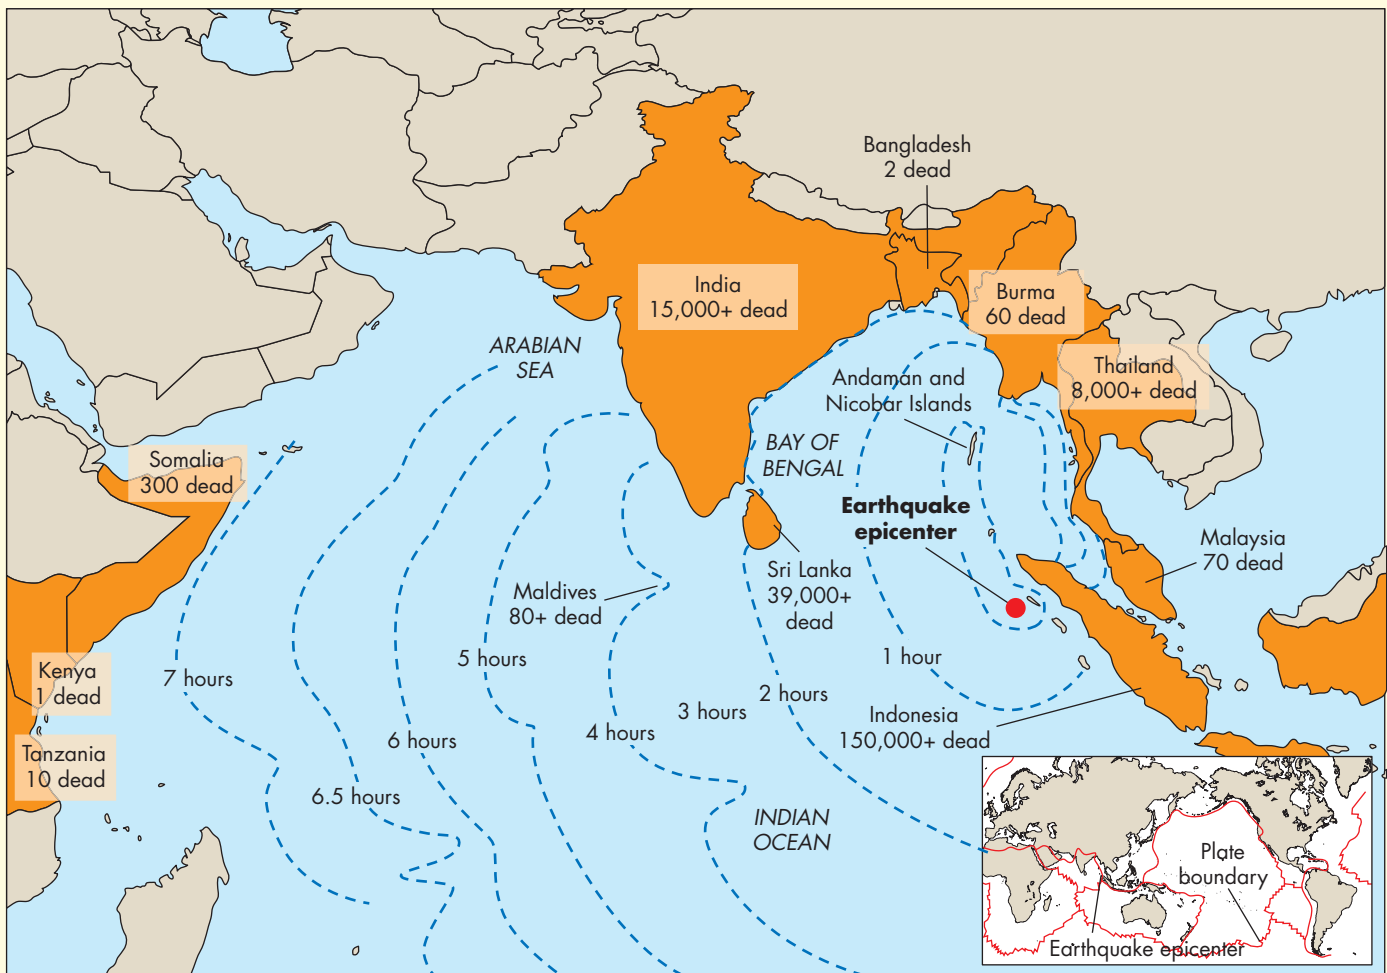 Bangladesh
2 dead
India
15,000+ dead
Burma
60 dead
ARABIAN
SEA
Thailand
8,000+ dead
Andaman and
Nicobar Islands
BAY OF
BENGAL
Somalia
300 dead
Earthquake
epicenter
Malaysia
70 dead
Sri Lanka
39,000+
dead
Maldives
80+ dead
5 hours
1 hour
Kenya
1 dead
7 hours
2 hours
3 hours
Indonesia
150,000+ dead
4 hours
6 hours
Tanzania
10 dead
6.5 hours
INDIAN
OCEAN
Plate
boundary
Earthquake epicenter